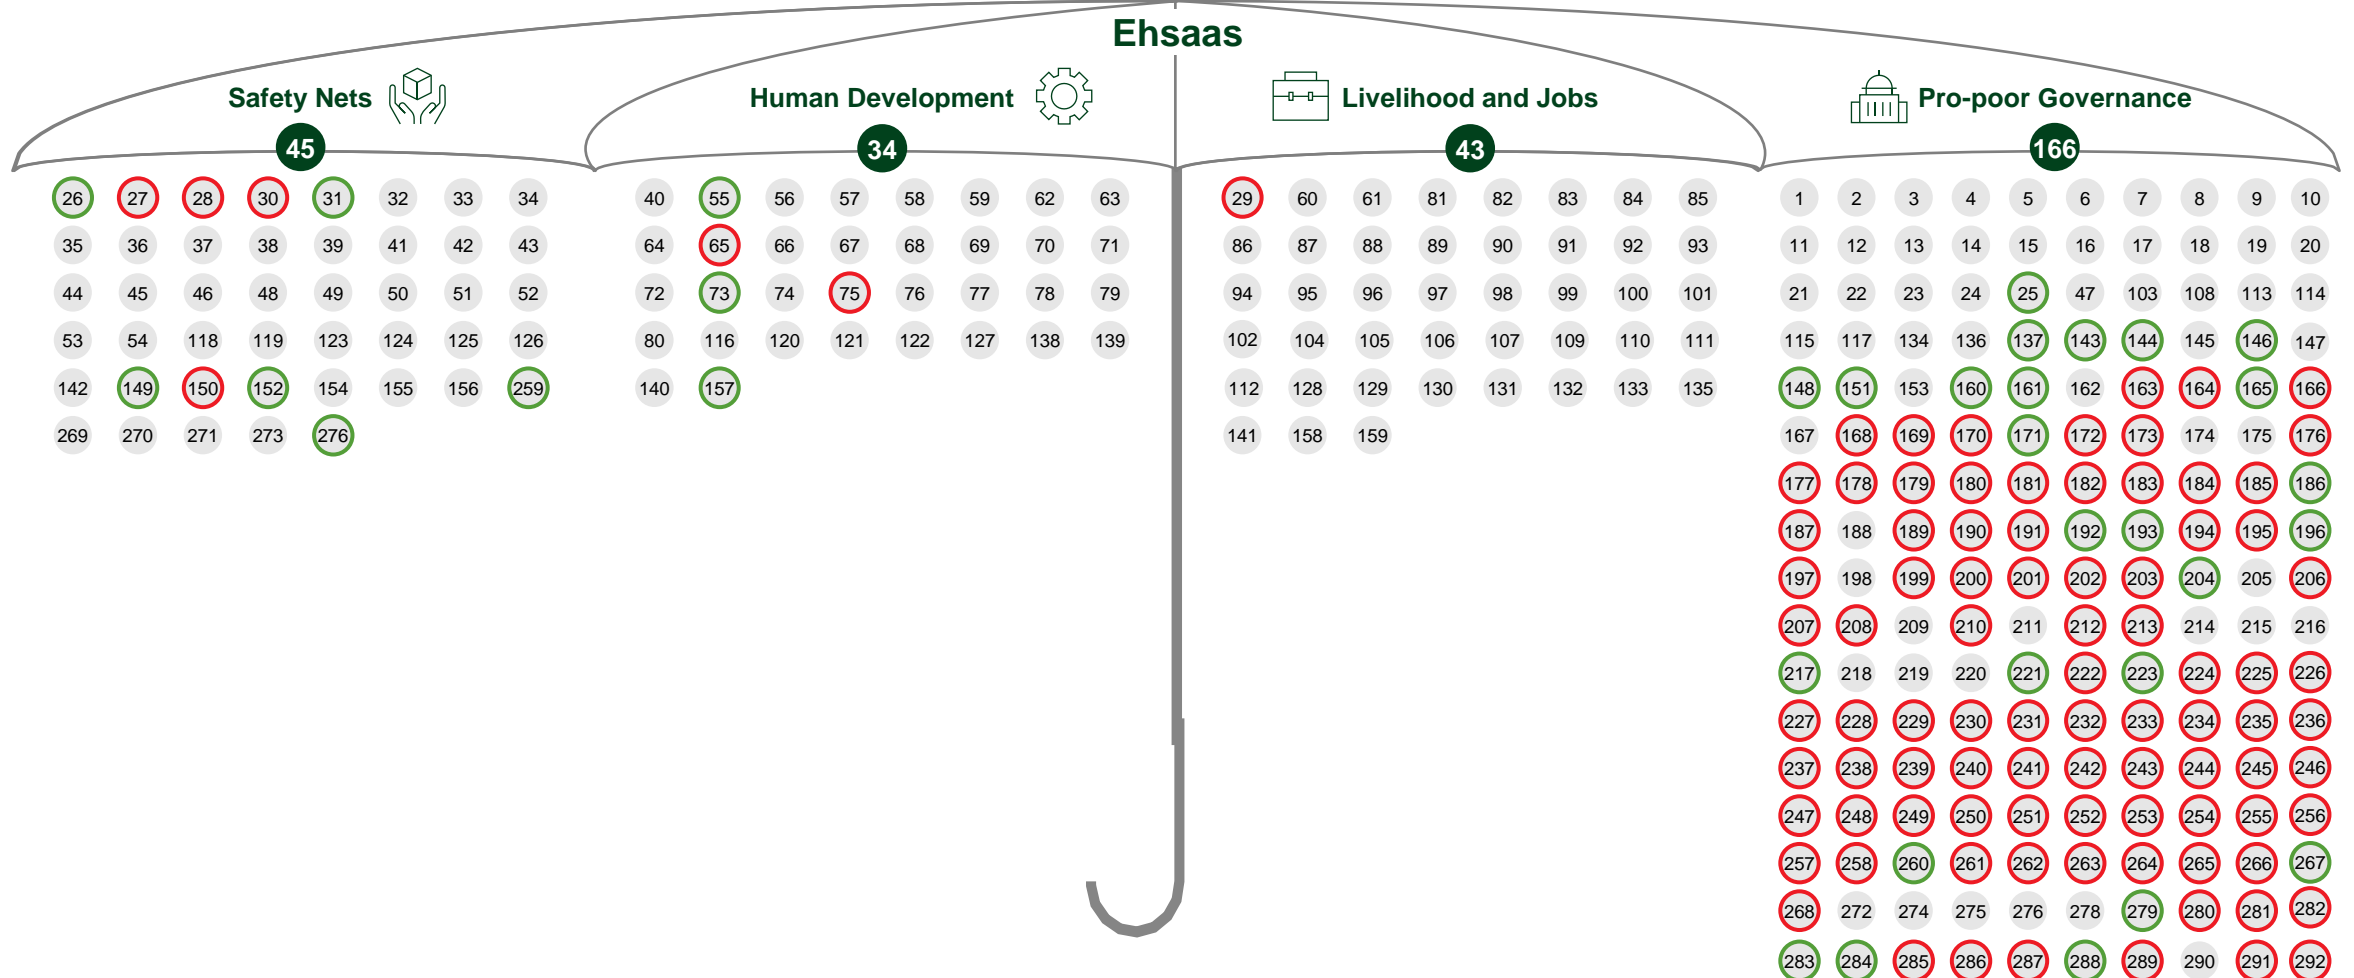 Ehsaas
Safety Nets
45
26 27 28 30 31 32 33 34
35 36 37 38 39 41 42 43
44 45 46 48 49 50 51 52
53 54 118 119 123 124 125 126
142 149 150 152 154 155 156 259
269 270 271 273 276
Human Development
34
40 55 56 57 58 59 62 63
64 65 66 67 68 69 70 71
72 73 74 75 76 77 78 79
80 116 120 121 122 127 138 139
140 157
Livelihood and Jobs
43
29 60 61 81 82 83 84 85
86 87 88 89 90 91 92 93
94 95 96 97 98 99 100 101
102 104 105 106 107 109 110 111
112 128 129 130 131 132 133 135
141 158 159
Pro-poor Governance
166
1 2 3 4 5 6 7 8 9 10
11 12 13 14 15 16 17 18 19 20
21 22 23 24 25 47 103 108 113 114
115 117 134 136 137 143 144 145 146 147
148 151 153 160 161 162 163 164 165 166
167 168 169 170 171 172 173 174 175 176
177 178 179 180 181 182 183 184 185 186
187 188 189 190 191 192 193 194 195 196
197 198 199 200 201 202 203 204 205 206
207 208 209 210 211 212 213 214 215 216
217 218 219 220 221 222 223 224 225 226
227 228 229 230 231 232 233 234 235 236
237 238 239 240 241 242 243 244 245 246
247 248 249 250 251 252 253 254 255 256
257 258 260 261 262 263 264 265 266 267
268 272 274 275 276 278 279 280 281 282
283 284 285 286 287 288 289 290 291 292